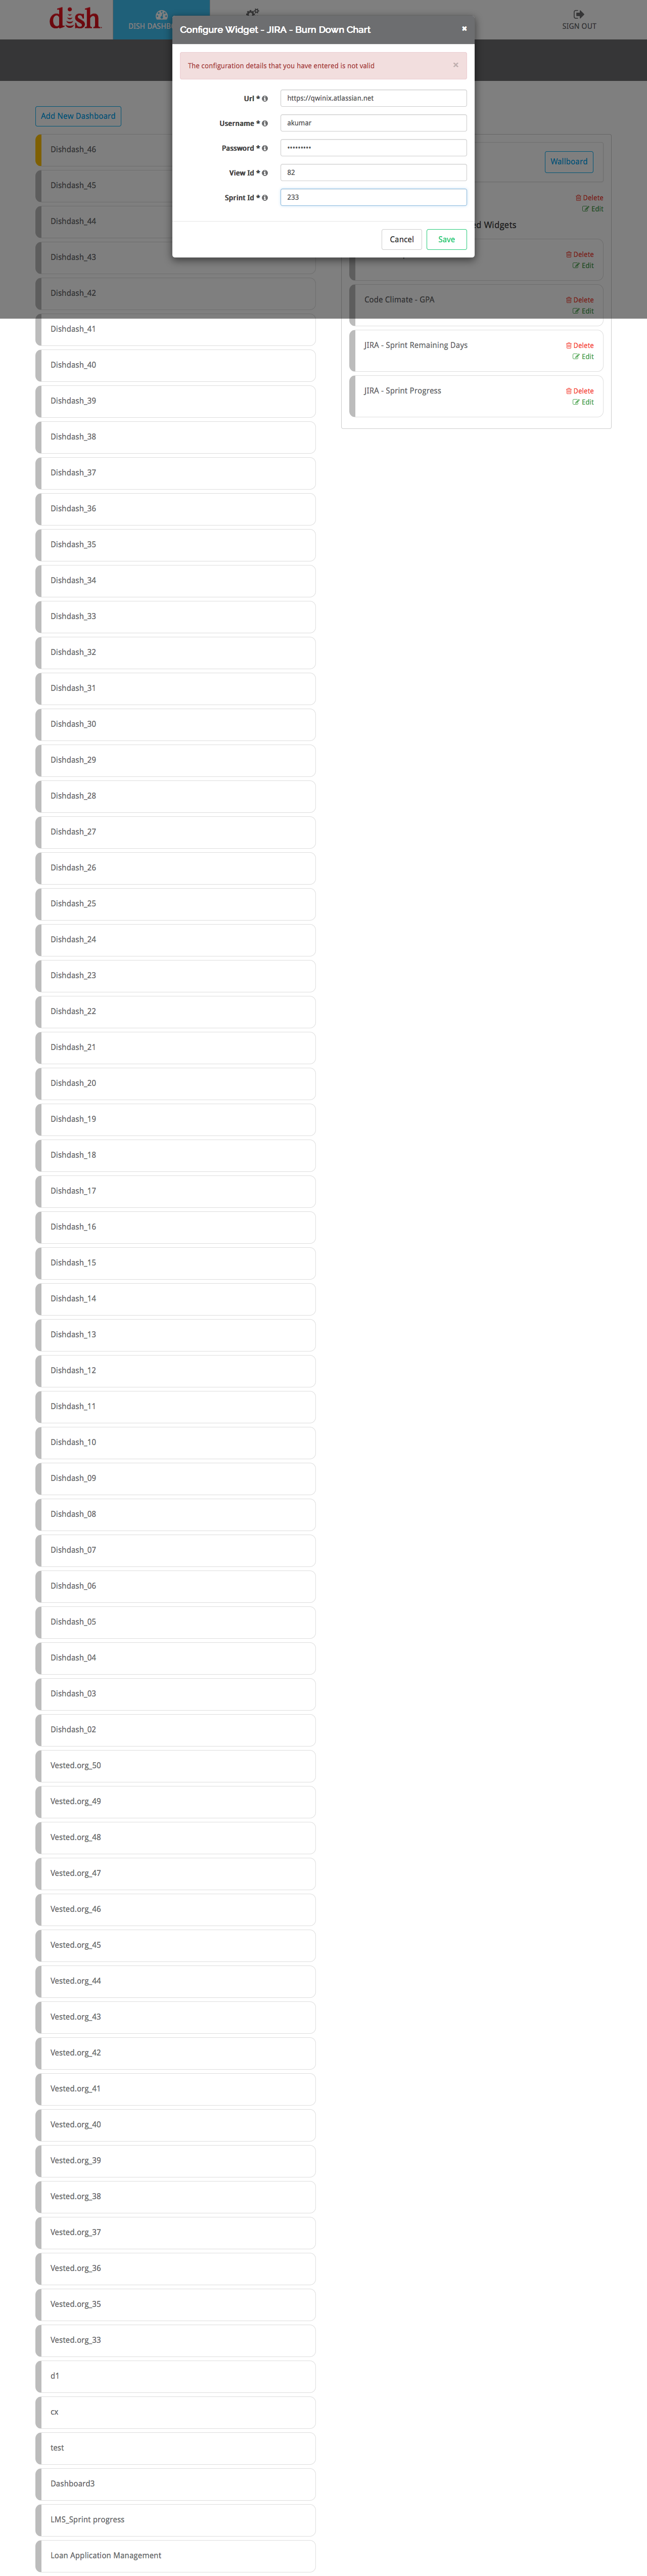 dish
DISH DASHB
SIGN OUT
Configure Widget - JIRA - Burn Down Chart
The configuration details that you have entered is not valid
Url *
https://qwinix.atlassian.net
Username *
akumar
Password *
•••••••••
View Id *
82
Sprint Id *
233
Cancel
Save
Add New Dashboard
Dishdash_46
Dishdash_45
Dishdash_44
Dishdash_43
Dishdash_42
Dishdash_41
Dishdash_40
Dishdash_39
Dishdash_38
Dishdash_37
Dishdash_36
Dishdash_35
Dishdash_34
Dishdash_33
Dishdash_32
Dishdash_31
Dishdash_30
Dishdash_29
Dishdash_28
Dishdash_27
Dishdash_26
Dishdash_25
Dishdash_24
Dishdash_23
Dishdash_22
Dishdash_21
Dishdash_20
Dishdash_19
Dishdash_18
Dishdash_17
Dishdash_16
Dishdash_15
Dishdash_14
Dishdash_13
Dishdash_12
Dishdash_11
Dishdash_10
Dishdash_09
Dishdash_08
Dishdash_07
Dishdash_06
Dishdash_05
Dishdash_04
Dishdash_03
Dishdash_02
Vested.org_50
Vested.org_49
Vested.org_48
Vested.org_47
Vested.org_46
Vested.org_45
Vested.org_44
Vested.org_43
Vested.org_42
Vested.org_41
Vested.org_40
Vested.org_39
Vested.org_38
Vested.org_37
Vested.org_36
Vested.org_35
Vested.org_33
d1
cx
test
Dashboard3
LMS_Sprint progress
Loan Application Management
Wallboard
Delete
Edit
ed Widgets
Delete
Edit
Code Climate - GPA
Delete
Edit
JIRA - Sprint Remaining Days
Delete
Edit
JIRA - Sprint Progress
Delete
Edit